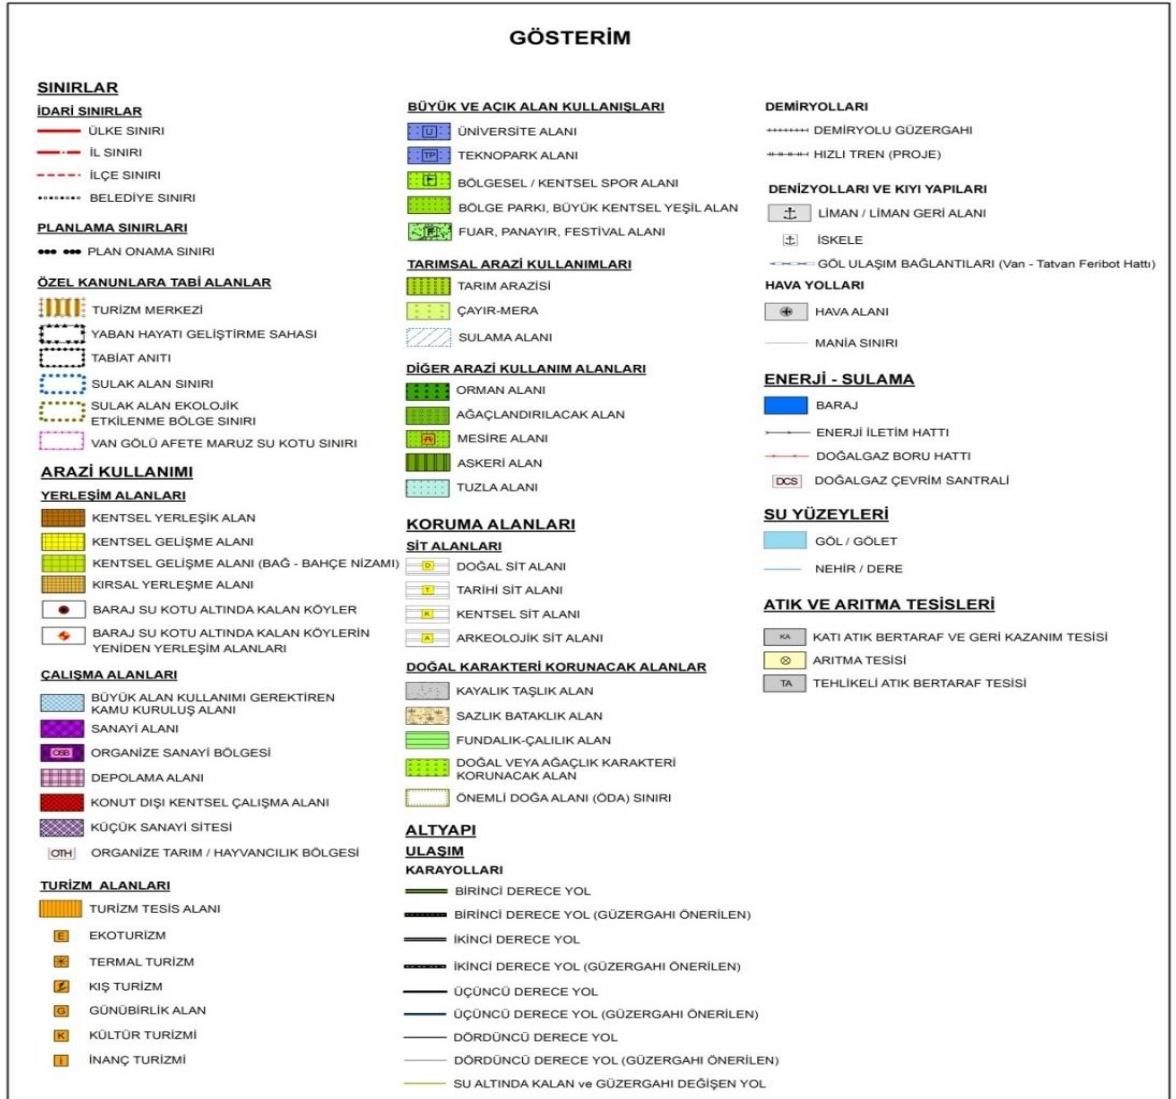 GÖSTERİM
SINIRLAR
İDARİ SINIRLAR
ÜLKE SINIRI
İL SINIRI
İLÇE SINIRI
BELEDİYE SINIRI
PLANLAMA SINIRLARI
PLAN ONAMA SINIRI
ÖZEL KANUNLARA TABİ ALANLAR
TURİZM MERKEZİ
YABAN HAYATI GELİŞTİRME SAHASI
TABİAT ANITI
SULAK ALAN SINIRI
SULAK ALAN EKOLOJİK
ETKİLENME BÖLGE SINIRI
VAN GÖLÜ AFETE MARUZ SU KOTU SINIRI
ARAZİ KULLANIMI
YERLEŞİM ALANLARI
KENTSEL YERLEŞİK ALAN
KENTSEL GELİŞME ALANI
KENTSEL GELİŞME ALANI (BAĞ - BAHÇE NİZAMI)
KIRSAL YERLEŞME ALANI
BARAJ SU KOTU ALTINDA KALAN KÖYLER
BARAJ SU KOTU ALTINDA KALAN KÖYLERİN
YENİDEN YERLEŞİM ALANLARI
ÇALIŞMA ALANLARI
BÜYÜK ALAN KULLANIMI GEREKTİREN
KAMU KURULUŞ ALANI
SANAYİ ALANI
OSB ORGANİZE SANAYİ BÖLGESİ
DEPOLAMA ALANI
KONUT DIŞI KENTSEL ÇALIŞMA ALANI
KÜÇÜK SANAYİ SİTESİ
OTH ORGANİZE TARIM / HAYVANCILIK BÖLGESİ
TURİZM ALANLARI
TURİZM TESİS ALANI
E EKOTURİZM
TERMAL TURİZM
KIŞ TURİZM
G GÜNÜBİRLİK ALAN
K KÜLTÜR TURİZMİ
İ İNANÇ TURİZMİ
BÜYÜK VE AÇIK ALAN KULLANIŞLARI
U ÜNİVERSİTE ALANI
TP TEKNOPARK ALANI
BÖLGESEL / KENTSEL SPOR ALANI
BÖLGE PARKI, BÜYÜK KENTSEL YEŞİL ALAN
F FUAR, PANAYIR, FESTİVAL ALANI
TARIMSAL ARAZİ KULLANIMLARI
TARIM ARAZİSİ
ÇAYIR-MERA
SULAMA ALANI
DİĞER ARAZİ KULLANIM ALANLARI
ORMAN ALANI
AĞAÇLANDIRILACAK ALAN
MESİRE ALANI
ASKERİ ALAN
TUZLA ALANI
KORUMA ALANLARI
SİT ALANLARI
D DOĞAL SİT ALANI
T TARİHİ SİT ALANI
K KENTSEL SİT ALANI
A ARKEOLOJİK SİT ALANI
DOĞAL KARAKTERİ KORUNACAK ALANLAR
KAYALIK TAŞLIK ALAN
SAZLIK BATAKLIK ALAN
FUNDALIK-ÇALILIK ALAN
DOĞAL VEYA AĞAÇLIK KARAKTERİ
KORUNACAK ALAN
ÖNEMLİ DOĞA ALANI (ÖDA) SINIRI
ALTYAPI
ULAŞIM
KARAYOLLARI
BİRİNCİ DERECE YOL
BİRİNCİ DERECE YOL (GÜZERGAHI ÖNERİLEN)
İKİNCİ DERECE YOL
İKİNCİ DERECE YOL (GÜZERGAHI ÖNERİLEN)
ÜÇÜNCÜ DERECE YOL
ÜÇÜNCÜ DERECE YOL (GÜZERGAHI ÖNERİLEN)
DÖRDÜNCÜ DERECE YOL
DÖRDÜNCÜ DERECE YOL (GÜZERGAHI ÖNERİLEN)
SU ALTINDA KALAN ve GÜZERGAHI DEĞİŞEN YOL
DEMİRYOLLARI
DEMİRYOLU GÜZERGAHI
HIZLI TREN (PROJE)
DENİZYOLLARI VE KIYI YAPILARI
LİMAN / LİMAN GERİ ALANI
İSKELE
GÖL ULAŞIM BAĞLANTILARI (Van - Tatvan Feribot Hattı)
HAVA YOLLARI
HAVA ALANI
MANİA SINIRI
ENERJİ - SULAMA
BARAJ
ENERJİ İLETİM HATTI
DOĞALGAZ BORU HATTI
DCS DOĞALGAZ ÇEVRİM SANTRALİ
SU YÜZEYLERİ
GÖL / GÖLET
NEHİR / DERE
ATIK VE ARITMA TESİSLERİ
KA KATI ATIK BERTARAF VE GERİ KAZANIM TESİSİ
ARITMA TESİSİ
TA TEHLİKELİ ATIK BERTARAF TESİSİ